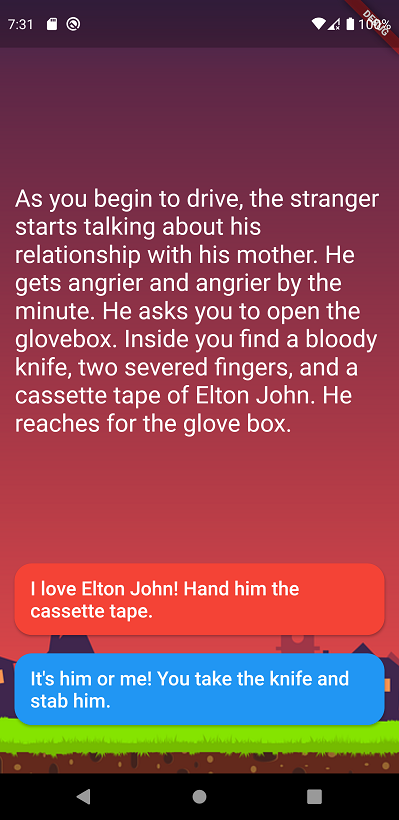 7:31
100%
DEBUG
As you begin to drive, the stranger
starts talking about his
relationship with his mother. He
gets angrier and angrier by the
minute. He asks you to open the
glovebox. Inside you find a bloody
knife, two severed fingers, and a
cassette tape of Elton John. He
reaches for the glove box.
I love Elton John! Hand him the
cassette tape.
It's him or me! You take the knife and
stab him.